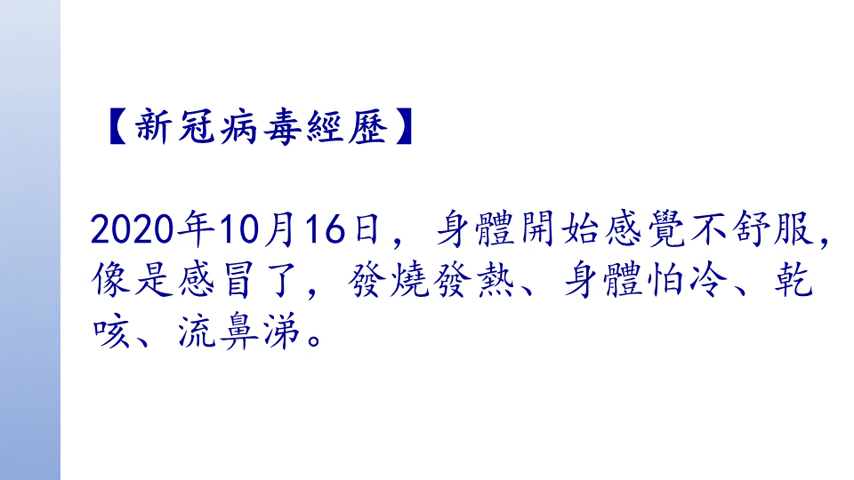 【新冠病毒經歷】
2020年10月16日，身體開始感覺不舒服，
像是感冒了，發燒發熱、身體怕冷、乾
咳、流鼻涕。